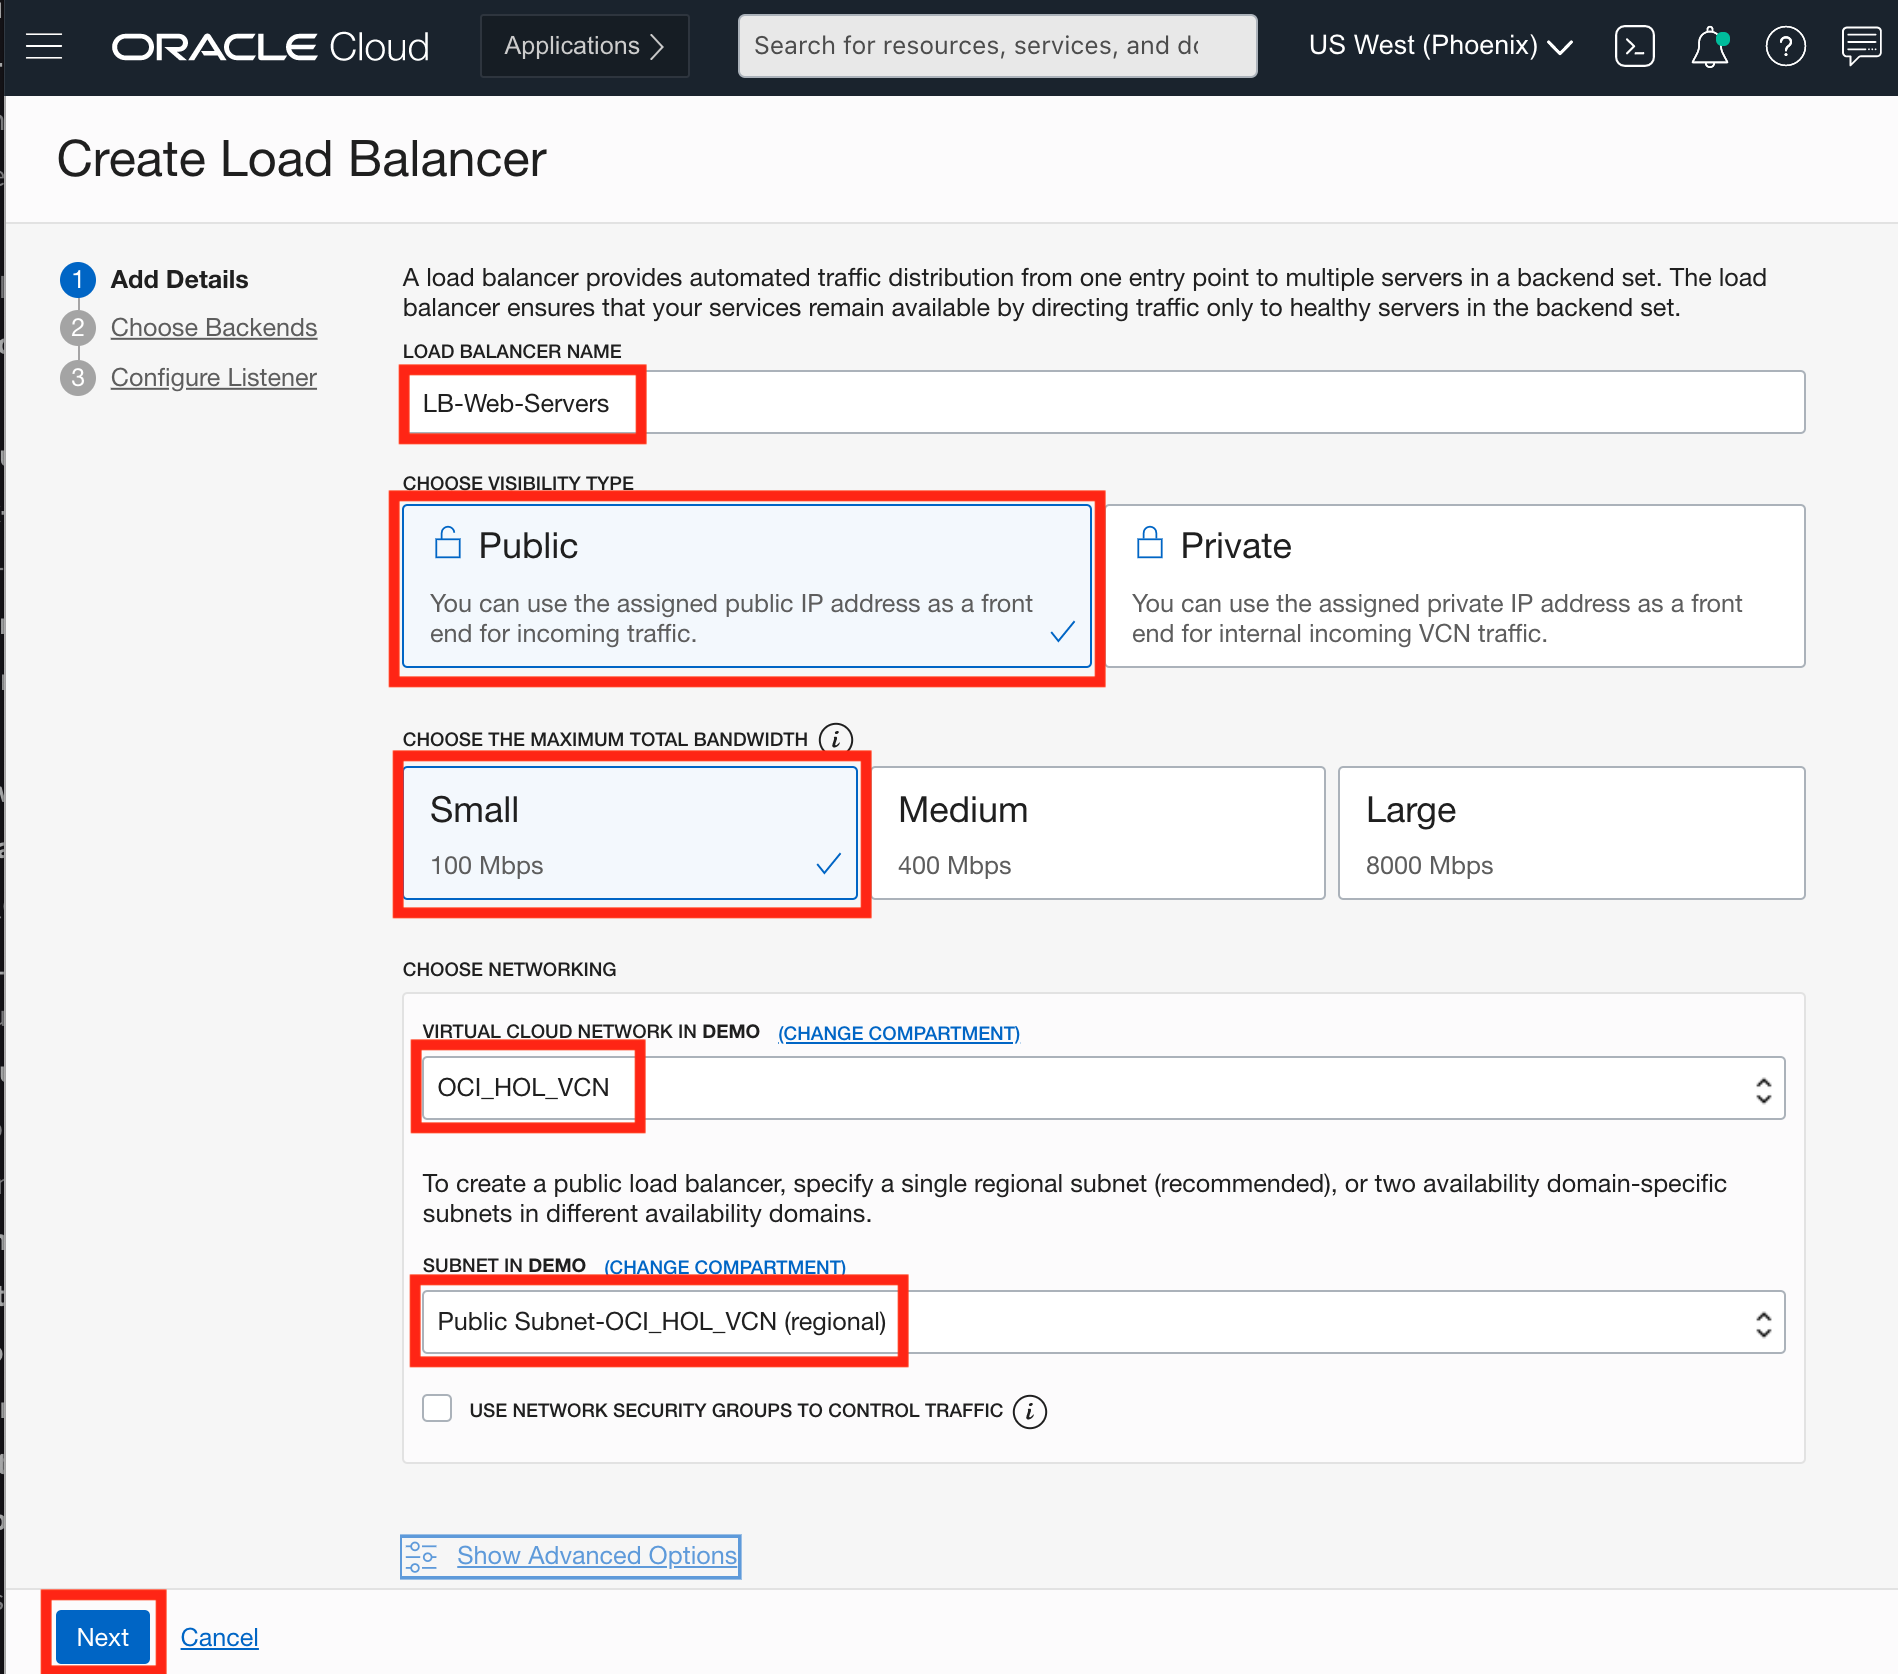 ORACLE Cloud
Applications
Search for resources, services, and dc
US West (Phoenix)
Create Load Balancer
1 Add Details
2 Choose Backends
3 Configure Listener
A load balancer provides automated traffic distribution from one entry point to multiple servers in a backend set. The load
balancer ensures that your services remain available by directing traffic only to healthy servers in the backend set.
LOAD BALANCER NAME
LB-Web-Servers
CHOOSE VISIBILITY TYPE
Public
You can use the assigned public IP address as a front
end for incoming traffic.
Private
You can use the assigned private IP address as a front
end for internal incoming VCN traffic.
CHOOSE THE MAXIMUM TOTAL BANDWIDTH i
Small
100 Mbps
Medium
400 Mbps
Large
8000 Mbps
CHOOSE NETWORKING
VIRTUAL CLOUD NETWORK IN DEMO (CHANGE COMPARTMENT)
OCI_HOL_VCN
To create a public load balancer, specify a single regional subnet (recommended), or two availability domain-specific
subnets in different availability domains.
SUBNET IN DEMO (CHANGE COMPARTMENT)
Public Subnet-OCI_HOL_VCN (regional)
USE NETWORK SECURITY GROUPS TO CONTROL TRAFFIC i
Show Advanced Options
Next
Cancel